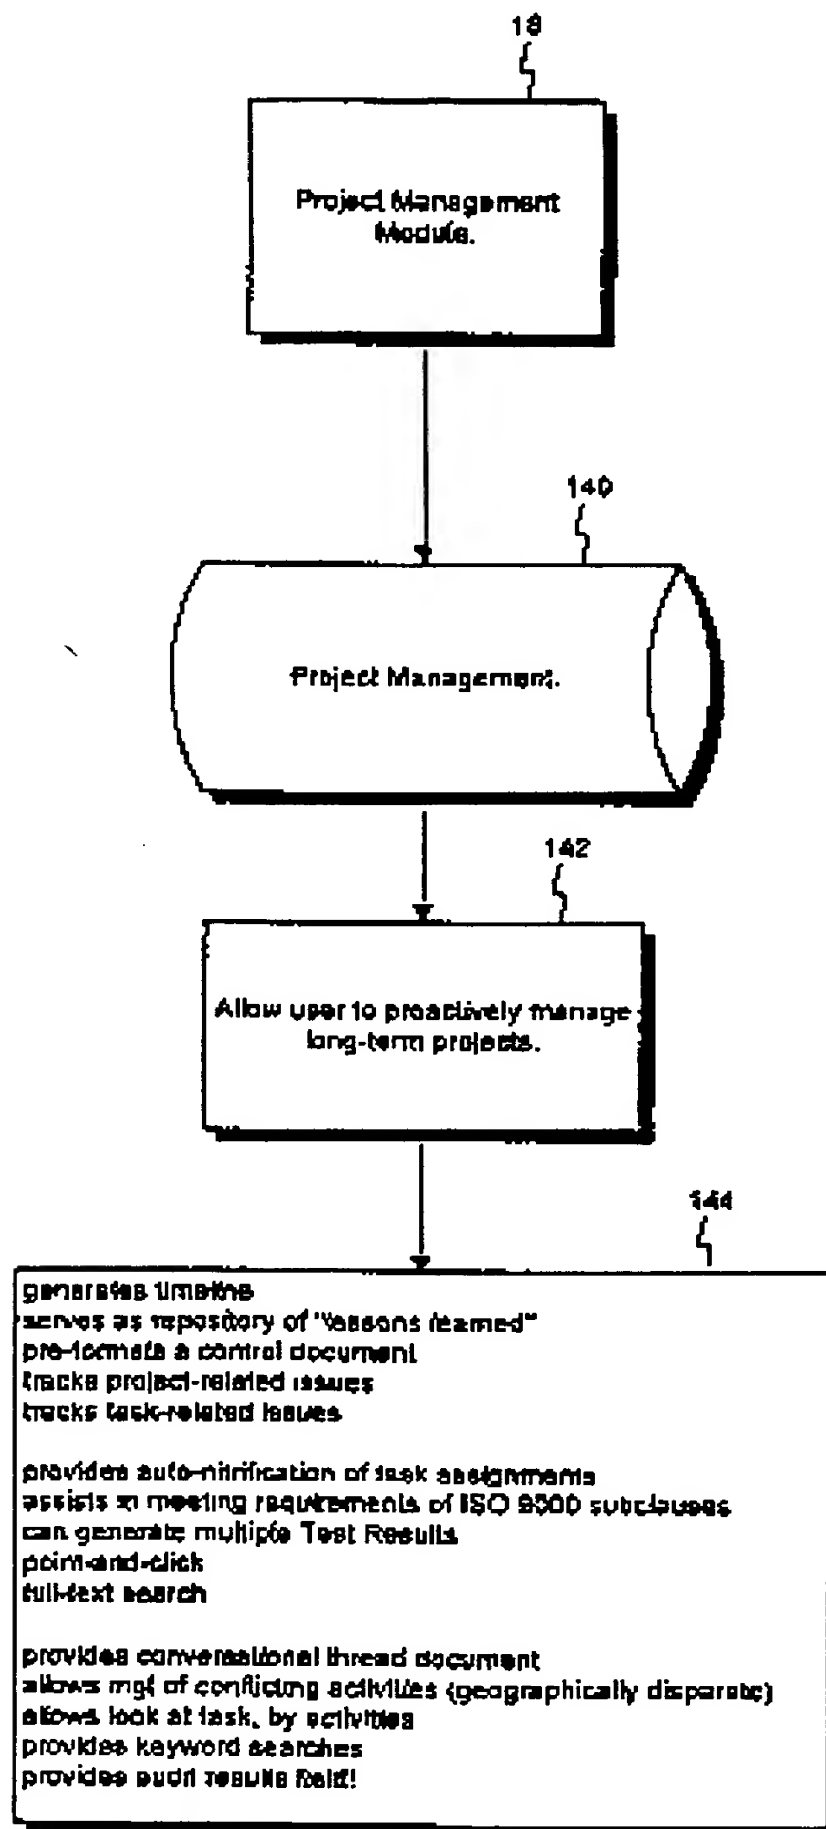 18
Project Management
Module.
140
Project Management.
142
Allow user to proactively manage
long-term projects.
144
generates timeline
serves as repository of "lessons learned"
pre-formats a control document
tracks project-related issues
tracks task-related issues
provides auto-nitrification of task assignments
assists in meeting requirements of ISO 9000 subclauses
can generate multiple Test Results
point-and-click
full-text search
provides conversational thread document
allows mgt of conflicting activities (geographically disparate)
allows look at task, by activities
provides keyword searches
provides audit results field!